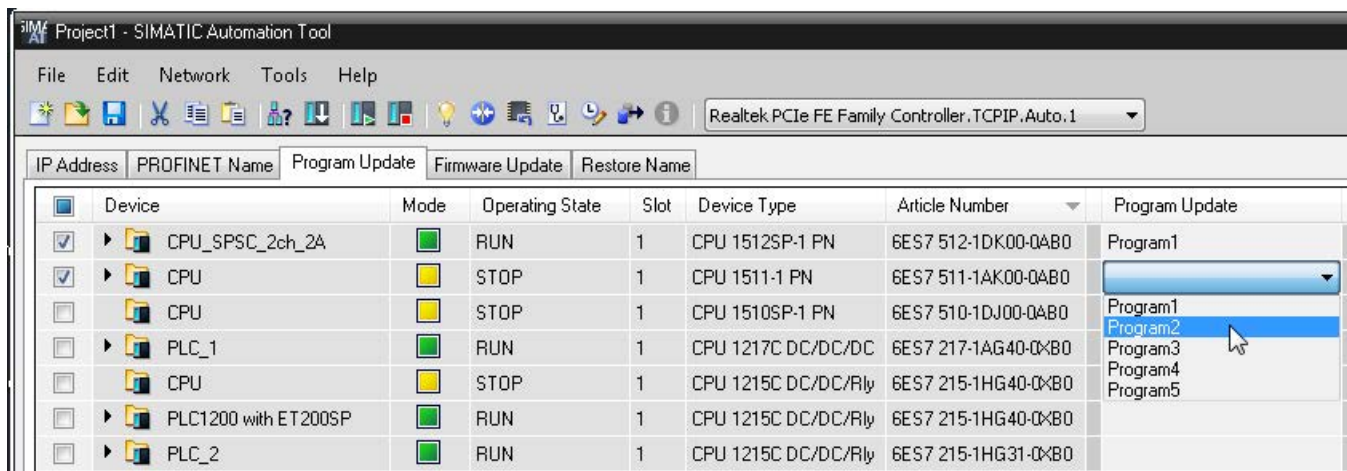 SIMA AT Project1 - SIMATIC Automation Tool
File Edit Network Tools Help
Realtek PCIe FE Family Controller.TCPIP.Auto.1
IP Address PROFINET Name Program Update Firmware Update Restore Name
Device Mode Operating State Slot Device Type Article Number Program Update
CPU_SPSC_2ch_2A RUN 1 CPU 1512SP-1 PN 6ES7 512-1DK00-0AB0 Program1
CPU STOP 1 CPU 1511-1 PN 6ES7 511-1AK00-0AB0
CPU STOP 1 CPU 1510SP-1 PN 6ES7 510-1DJ00-0AB0
PLC_1 RUN 1 CPU 1217C DC/DC/DC 6ES7 217-1AG40-0XB0
CPU STOP 1 CPU 1215C DC/DC/Rly 6ES7 215-1HG40-0XB0
PLC1200 with ET200SP RUN 1 CPU 1215C DC/DC/Rly 6ES7 215-1HG40-0XB0
PLC_2 RUN 1 CPU 1215C DC/DC/Rly 6ES7 215-1HG31-0XB0
Program1
Program2
Program3
Program4
Program5